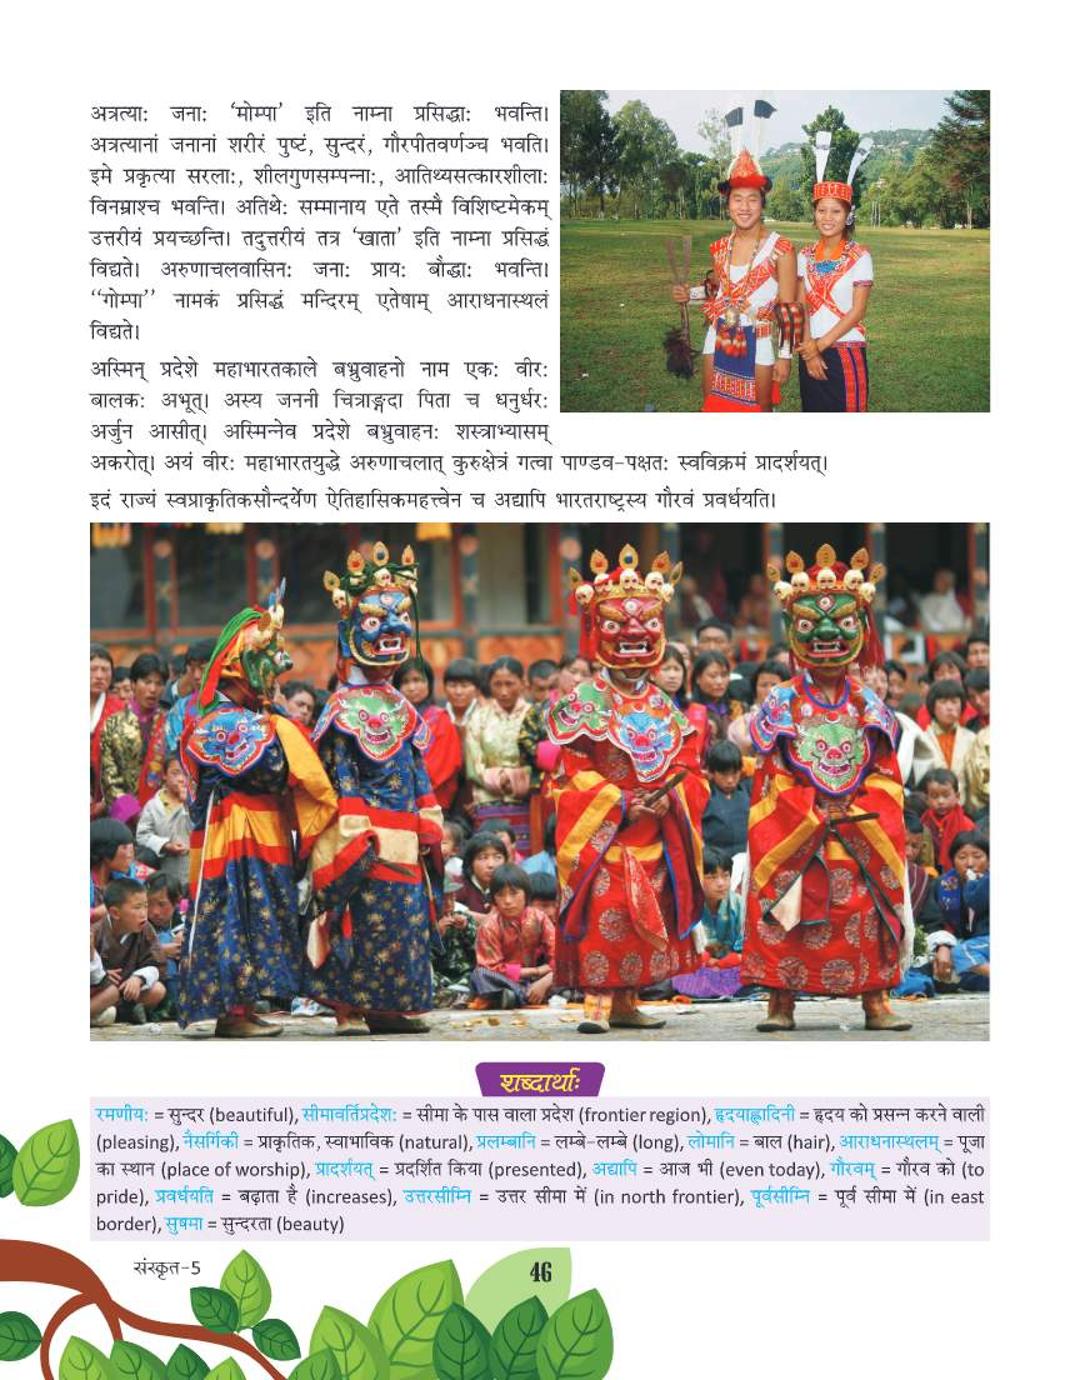 अत्रत्याः जनाः ‘मोम्पा’ इति नाम्ना प्रसिद्धाः भवन्ति।
अत्रत्यानां जनानां शरीरं पुष्टं, सुन्दरं, गौरपीतवर्णञ्च भवति।
इमे प्रकृत्या सरलाः, शीलगुणसम्पन्नाः, आतिथ्यसत्कारशीलाः
विनम्राश्च भवन्ति। अतिथेः सम्मानाय एते तस्मै विशिष्टमेकम्
उत्तरीयं प्रयच्छन्ति। तदुत्तरीयं तत्र ‘खाता’ इति नाम्ना प्रसिद्धं
विद्यते। अरुणाचलवासिनः जनाः प्रायः बौद्धाः भवन्ति।
‘‘गोम्पा’’ नामकं प्रसिद्धं मन्दिरम् एतेषाम् आराधनास्थलं
विद्यते।
अस्मिन् प्रदेशे महाभारतकाले बभ्रुवाहनो नाम एकः वीरः
बालकः अभूत्। अस्य जननी चित्राङ्गदा पिता च धनुर्धरः
अर्जुन आसीत्। अस्मिन्नेव प्रदेशे बभ्रुवाहनः शस्त्राभ्यासम्
अकरोत्। अयं वीरः महाभारतयुद्धे अरुणाचलात् कुरुक्षेत्रं गत्वा पाण्डव-पक्षतः स्वविक्रमं प्रादर्शयत्।
इदं राज्यं स्वप्राकृतिकसौन्दर्येण ऐतिहासिकमहत्त्वेन च अद्यापि भारतराष्ट्रस्य गौरवं प्रवर्धयति।
शब्दार्थाः
रमणीयः = सुन्दर (beautiful), सीमावर्तिप्रदेशः = सीमा के पास वाला प्रदेश (frontier region), हृदयाह्लादिनी = हृदय को प्रसन्न करने वाली
(pleasing), नैसर्गिकी = प्राकृतिक, स्वाभाविक (natural), प्रलम्बानि = लम्बे-लम्बे (long), लोमानि = बाल (hair), आराधनास्थलम् = पूजा
का स्थान (place of worship), प्रादर्शयत् = प्रदर्शित किया (presented), अद्यापि = आज भी (even today), गौरवम् = गौरव को (to
pride), प्रवर्धयति = बढ़ाता है (increases), उत्तरसीम्नि = उत्तर सीमा में (in north frontier), पूर्वसीम्नि = पूर्व सीमा में (in east
border), सुषमा = सुन्दरता (beauty)
संस्कृत-5
46